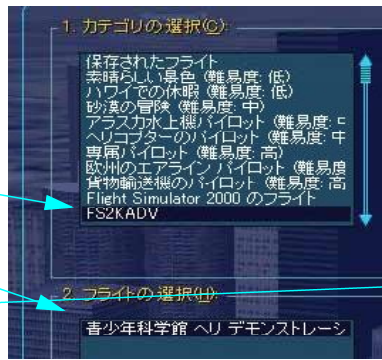 1. カテゴリの選択(C):
保存されたフライト
素晴らしい景色 (難易度: 低)
ハワイでの休暇 (難易度: 低)
砂漠の冒険 (難易度: 中)
アラスカ水上機パイロット (難易度: 中
ヘリコプターのパイロット (難易度: 中
専属パイロット (難易度: 高)
欧州のエアライン パイロット (難易度
貨物輸送機のパイロット (難易度: 高
Flight Simulator 2000 のフライト
FS2KADV
2. フライトの選択(H):
青少年科学館 ヘリ デモンストレーシ